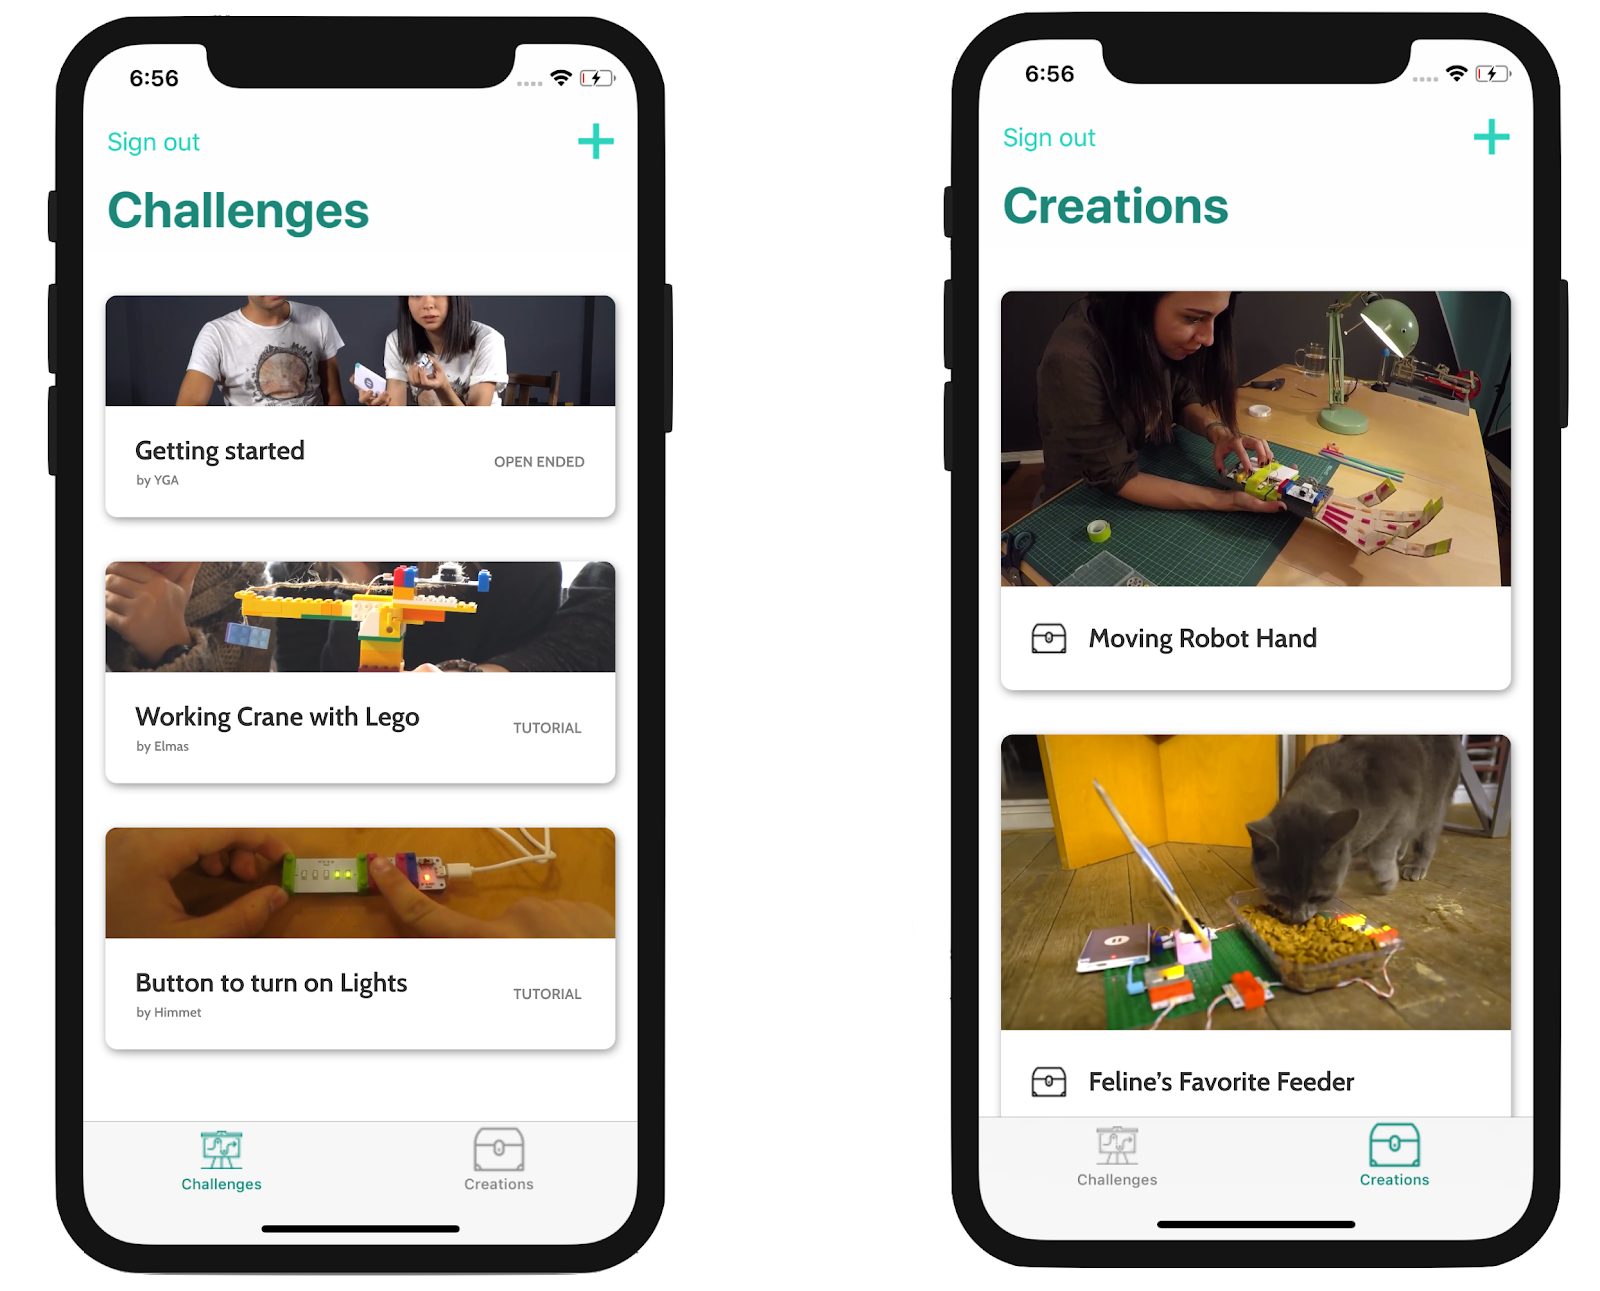 6:56
Sign out
Challenges
Getting started
by YGA
OPEN ENDED
Working Crane with Lego
by Elmas
TUTORIAL
Button to turn on Lights
by Himmet
TUTORIAL
Challenges
Creations
6:56
Sign out
Creations
Moving Robot Hand
Feline’s Favorite Feeder
Challenges
Creations